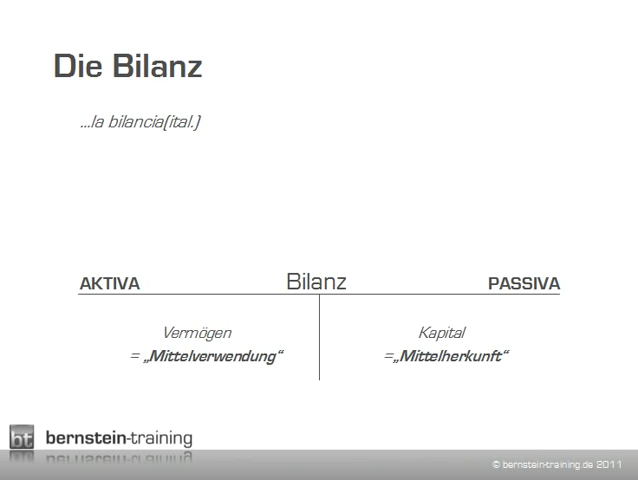 Die Bilanz
...la bilancia(ital.)
AKTIVA Bilanz PASSIVA
Vermögen Kapital
= „Mittelverwendung“ =„Mittelherkunft“
bt bernstein-training
© bernstein-training.de 2011